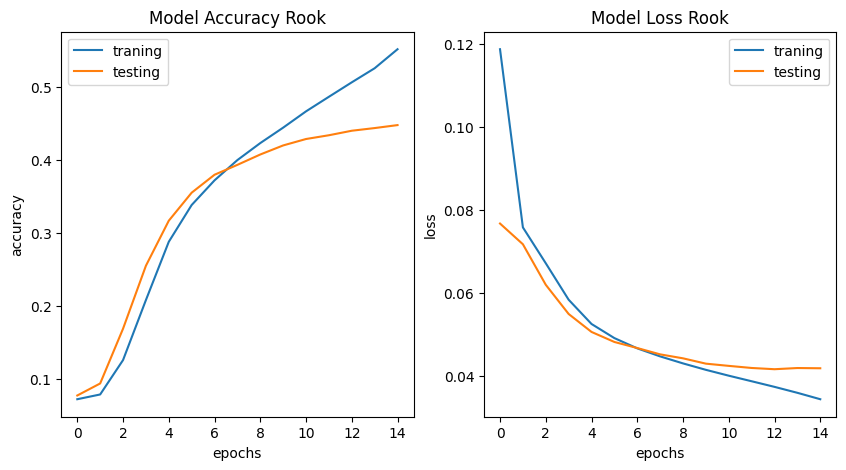 Model Accuracy Rook
traning
testing
0.5
0.4
0.3
0.2
0.1
accuracy
0 2 4 6 8 10 12 14
epochs
Model Loss Rook
traning
testing
0.12
0.10
0.08
0.06
0.04
loss
0 2 4 6 8 10 12 14
epochs